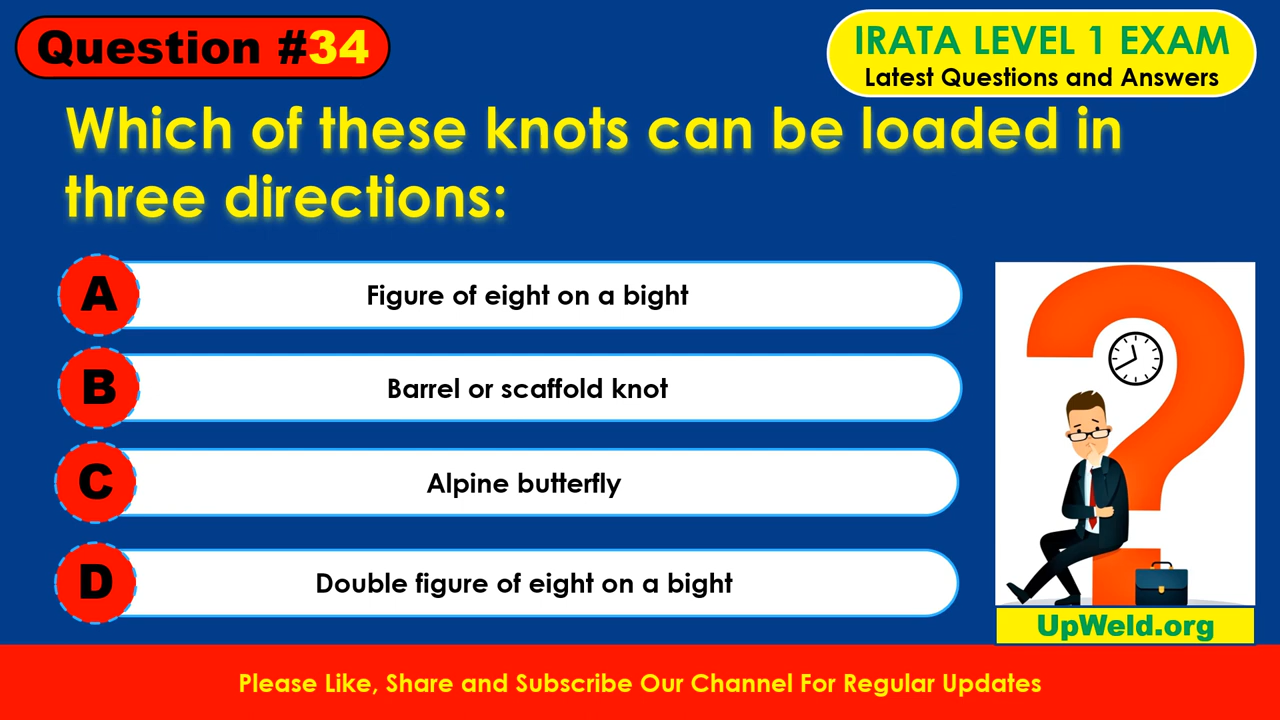 Question #34
IRATA LEVEL 1 EXAM
Latest Questions and Answers
Which of these knots can be loaded in
three directions:
A
Figure of eight on a bight
B
Barrel or scaffold knot
C
Alpine butterfly
D
Double figure of eight on a bight
UpWeld.org
Please Like, Share and Subscribe Our Channel For Regular Updates